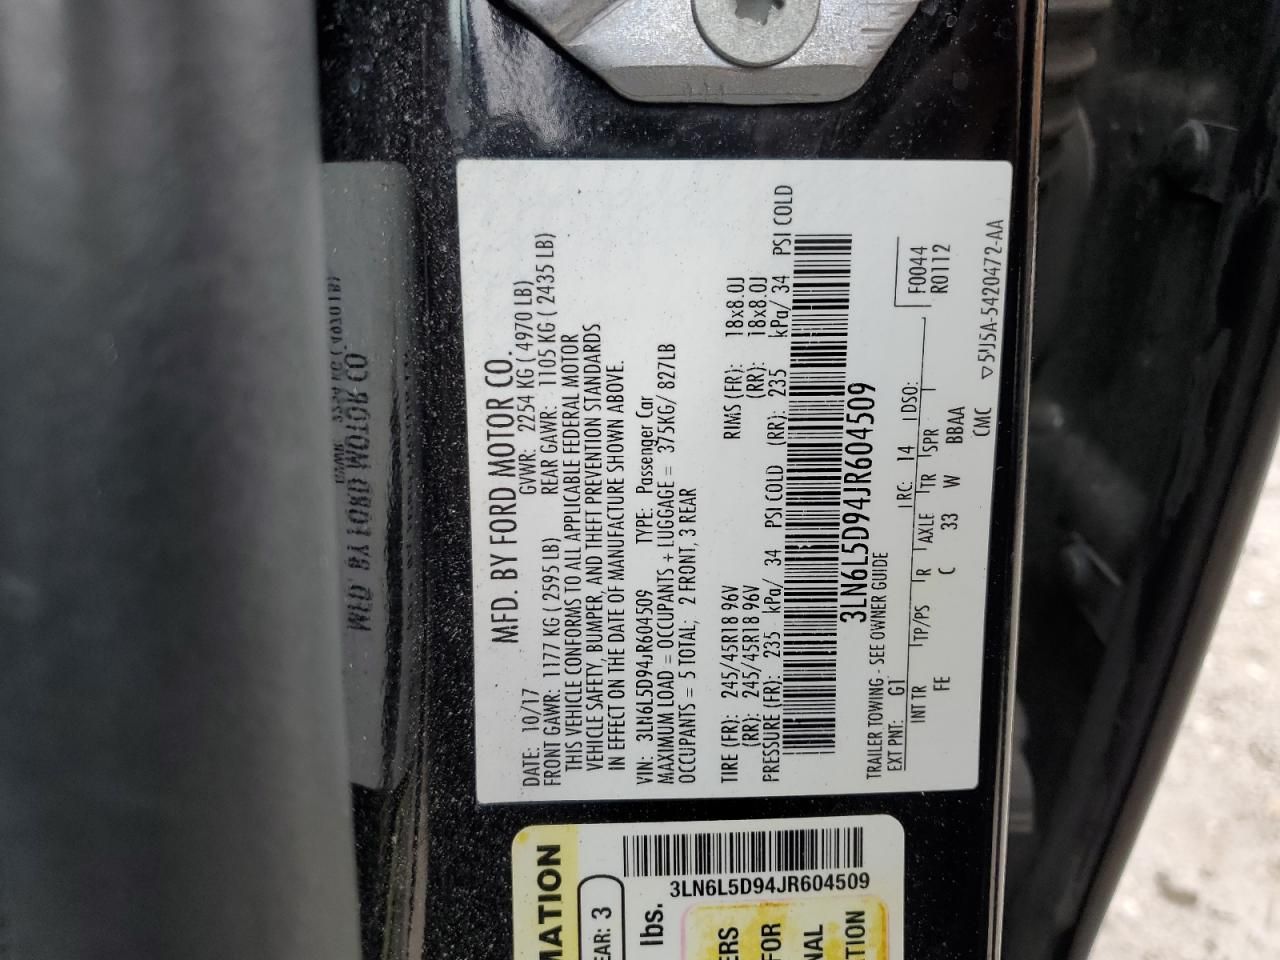 MFD. BY FORD MOTOR CO.
DATE: 10/17 GVWR: 2254 KG ( 4970 LB)
FRONT GAWR: 1177 KG ( 2595 LB) REAR GAWR: 1105 KG ( 2435 LB)
THIS VEHICLE CONFORMS TO ALL APPLICABLE FEDERAL MOTOR
VEHICLE SAFETY, BUMPER, AND THEFT PREVENTION STANDARDS
IN EFFECT ON THE DATE OF MANUFACTURE SHOWN ABOVE.
VIN: 3LN6L5D94JR604509 TYPE: Passenger Car
MAXIMUM LOAD = OCCUPANTS + LUGGAGE = 375KG/ 827LB
OCCUPANTS = 5 TOTAL; 2 FRONT, 3 REAR
TIRE (FR): 245/45R18 96V RIMS (FR): 18x8.0J
(RR): 245/45R18 96V (RR): 18x8.0J
PRESSURE (FR): 235 kPa/ 34 PSI COLD (RR): 235 kPa/ 34 PSI COLD
3LN6L5D94JR604509
TRAILER TOWING - SEE OWNER GUIDE
EXT PNT: G1 RC: 14 DSO: F0044
INT TR TP/PS R AXLE TR SPR R0112
FE C 33 W BBAA
CMC ▽5U5A-5420472-AA
MATION
EAR: 3
lbs.
3LN6L5D94JR604509
ERS
FOR
NAL
TION